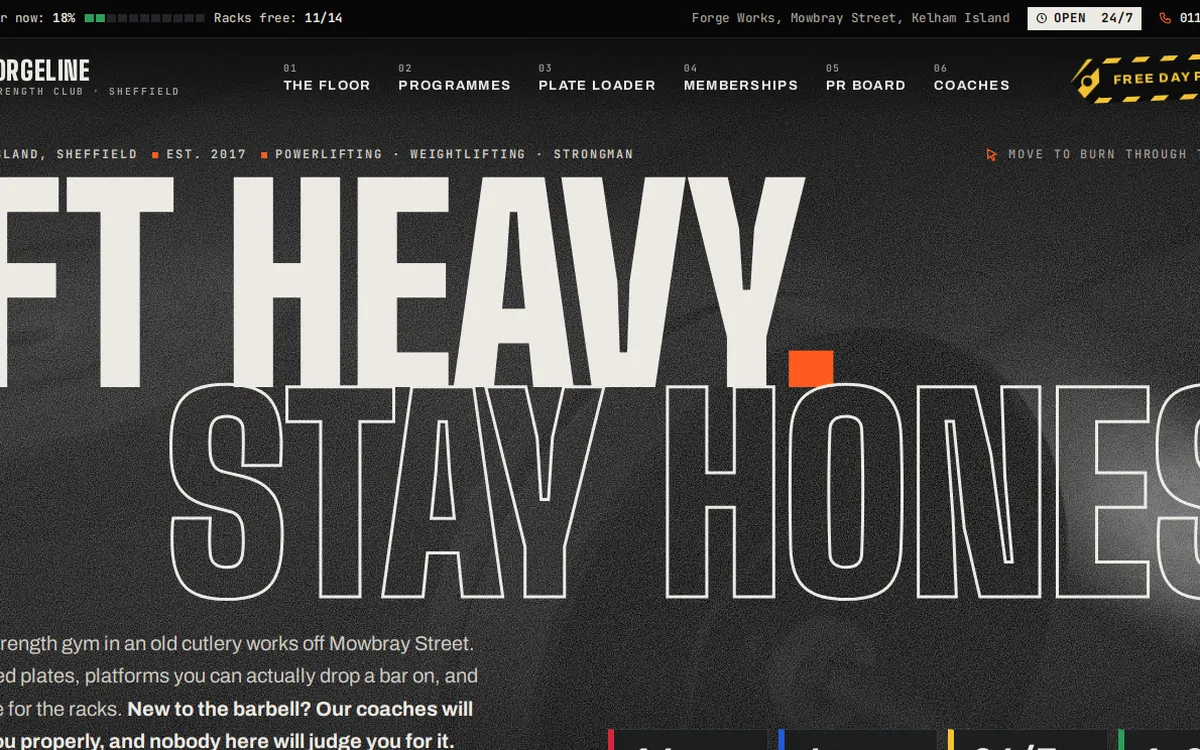 r now: 18% Racks free: 11/14 Forge Works, Mowbray Street, Kelham Island OPEN 24/7 011
ORGELINE
RENGTH CLUB · SHEFFIELD
01 02 03 04 05 06
THE FLOOR PROGRAMMES PLATE LOADER MEMBERSHIPS PR BOARD COACHES FREE DAY
SLAND, SHEFFIELD EST. 2017 POWERLIFTING · WEIGHTLIFTING · STRONGMAN MOVE TO BURN THROUGH
FT HEAVY.
STAY HONES
rength gym in an old cutlery works off Mowbray Street.
ed plates, platforms you can actually drop a bar on, and
e for the racks. New to the barbell? Our coaches will
ou properly, and nobody here will judge you for it.